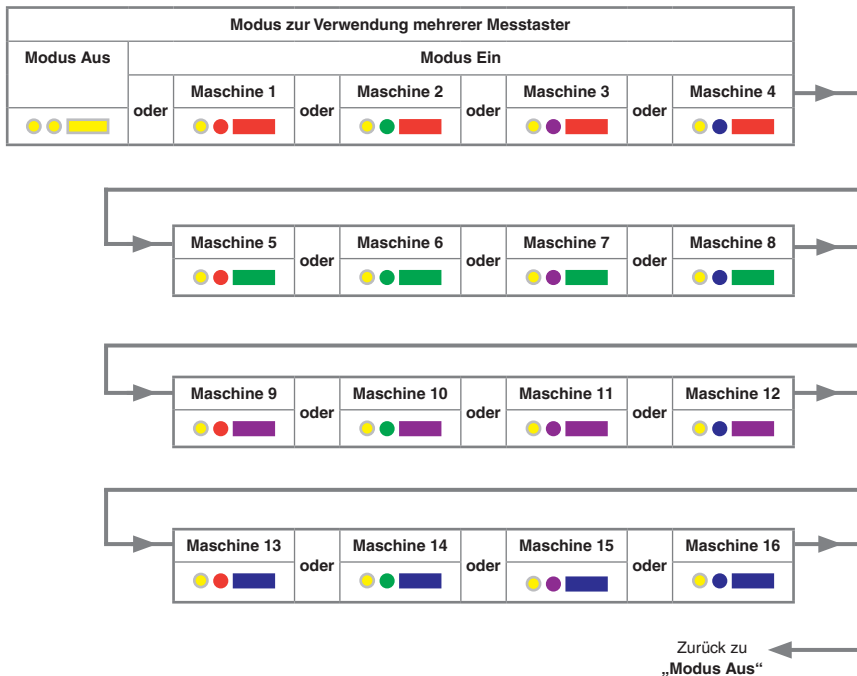 Modus zur Verwendung mehrerer Messtaster
Modus Aus
Modus Ein
oder
Maschine 1
oder
Maschine 2
oder
Maschine 3
oder
Maschine 4
Maschine 5
oder
Maschine 6
oder
Maschine 7
oder
Maschine 8
Maschine 9
oder
Maschine 10
oder
Maschine 11
oder
Maschine 12
Maschine 13
oder
Maschine 14
oder
Maschine 15
oder
Maschine 16
Zurück zu
„Modus Aus“